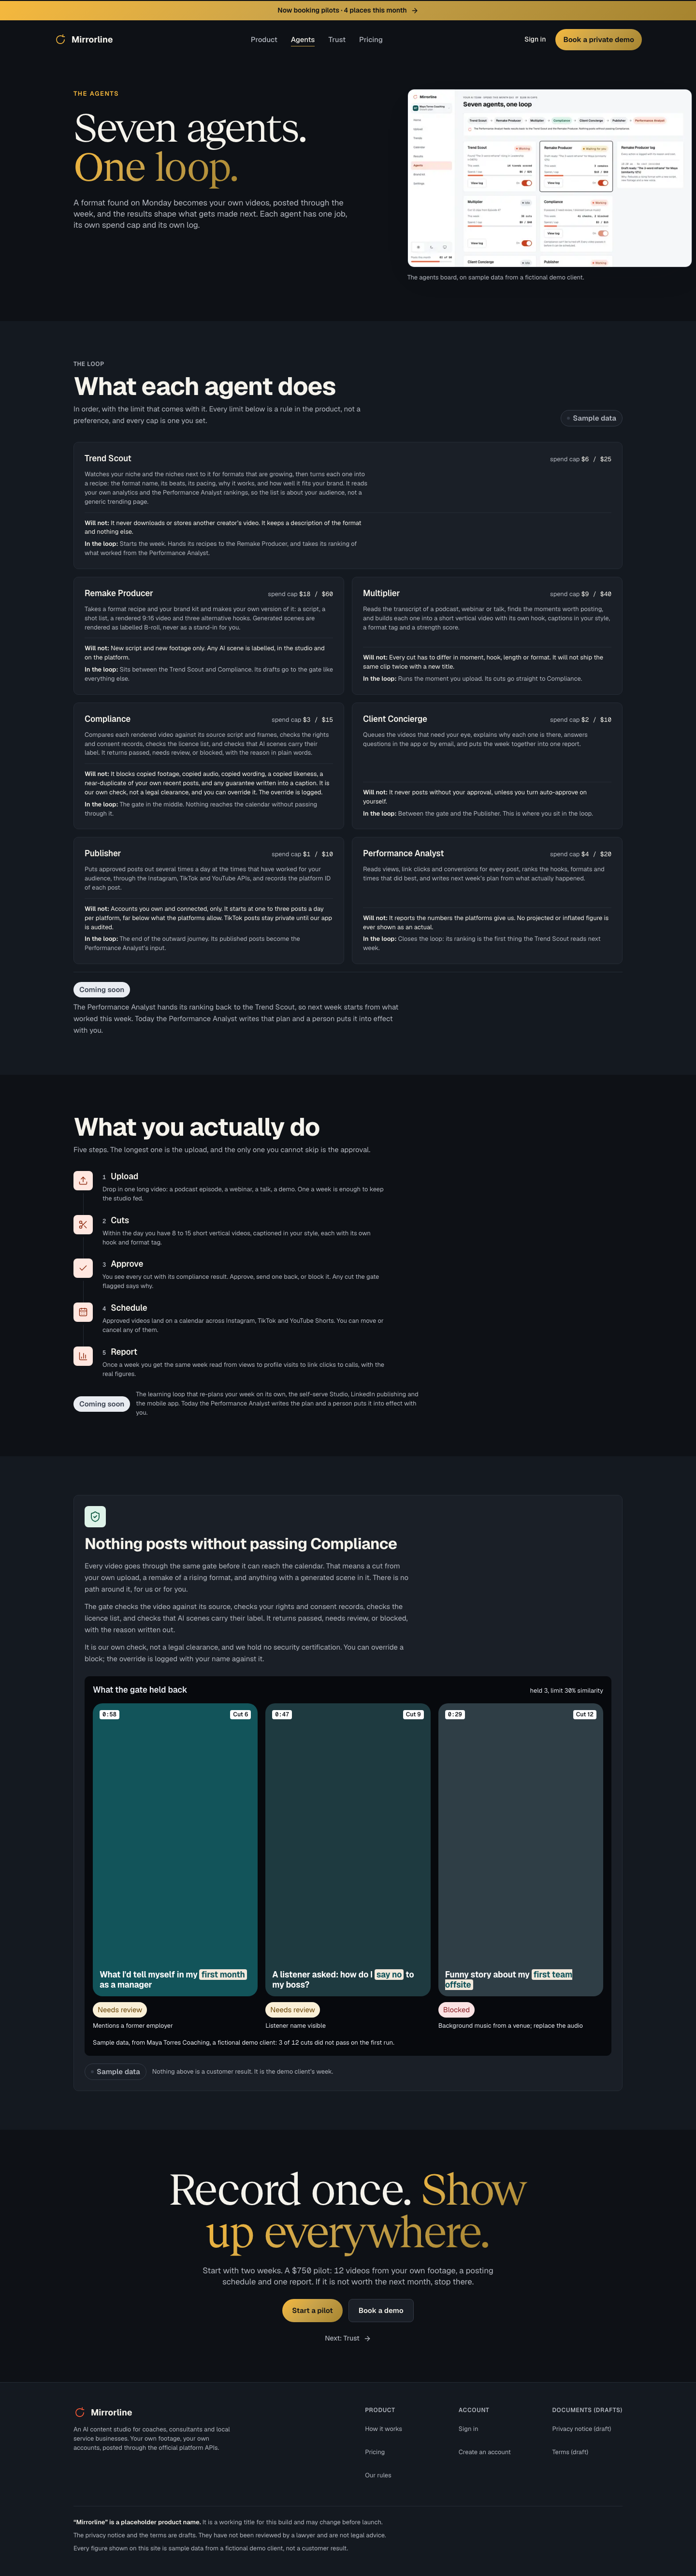 Now booking pilots · 4 places this month →
Mirrorline
Product Agents Trust Pricing
Sign in
Book a private demo
THE AGENTS
Seven agents.
One loop.
A format found on Monday becomes your own videos, posted through the
week, and the results shape what gets made next. Each agent has one job,
its own spend cap and its own log.
Mirrorline
Seven agents, one loop
Trend Scout
Remake Producer
Remake Producer log
View log
View log
Multiplier
Compliance
View log
View log
Client Concierge
Publisher
The agents board, on sample data from a fictional demo client.
THE LOOP
What each agent does
In order, with the limit that comes with it. Every limit below is a rule in the product, not a
preference, and every cap is one you set.
Sample data
Trend Scout
spend cap $6 / $25
Watches your niche and the niches next to it for formats that are growing, then turns each one into
a recipe: the format name, its beats, its pacing, why it works, and how well it fits your brand. It reads
your own analytics and the Performance Analyst rankings, so the list is about your audience, not a
generic trending page.
Will not: It never downloads or stores another creator's video. It keeps a description of the format
and nothing else.
In the loop: Starts the week. Hands its recipes to the Remake Producer, and takes its ranking of
what worked from the Performance Analyst.
Remake Producer
spend cap $18 / $60
Takes a format recipe and your brand kit and makes your own version of it: a script, a
shot list, a rendered 9:16 video and three alternative hooks. Generated scenes are
rendered as labelled B-roll, never as a stand-in for you.
Will not: New script and new footage only. Any AI scene is labelled, in the studio and
on the platform.
In the loop: Sits between the Trend Scout and Compliance. Its drafts go to the gate like
everything else.
Multiplier
spend cap $9 / $40
Reads the transcript of a podcast, webinar or talk, finds the moments worth posting,
and builds each one into a short vertical video with its own hook, captions in your style,
a format tag and a strength score.
Will not: Every cut has to differ in moment, hook, length or format. It will not ship the
same clip twice with a new title.
In the loop: Runs the moment you upload. Its cuts go straight to Compliance.
Compliance
spend cap $3 / $15
Compares each rendered video against its source script and frames, checks the rights
and consent records, checks the licence list, and checks that AI scenes carry their
label. It returns passed, needs review, or blocked, with the reason in plain words.
Will not: It blocks copied footage, copied audio, copied wording, a copied likeness, a
near-duplicate of your own recent posts, and any guarantee written into a caption. It is
our own check, not a legal clearance, and you can override it. The override is logged.
In the loop: The gate in the middle. Nothing reaches the calendar without passing
through it.
Client Concierge
spend cap $2 / $10
Queues the videos that need your eye, explains why each one is there, answers
questions in the app or by email, and puts the week together into one report.
Will not: It never posts without your approval, unless you turn auto-approve on
yourself.
In the loop: Between the gate and the Publisher. This is where you sit in the loop.
Publisher
spend cap $1 / $10
Puts approved posts out several times a day at the times that have worked for your
audience, through the Instagram, TikTok and YouTube APIs, and records the platform ID
of each post.
Will not: Accounts you own and connected, only. It starts at one to three posts a day
per platform, far below what the platforms allow. TikTok posts stay private until our app
is audited.
In the loop: The end of the outward journey. Its published posts become the
Performance Analyst's input.
Performance Analyst
spend cap $4 / $20
Reads views, link clicks and conversions for every post, ranks the hooks, formats and
times that did best, and writes next week's plan from what actually happened.
Will not: It reports the numbers the platforms give us. No projected or inflated figure is
ever shown as an actual.
In the loop: Closes the loop: its ranking is the first thing the Trend Scout reads next
week.
Coming soon
The Performance Analyst hands its ranking back to the Trend Scout, so next week starts from what
worked this week. Today the Performance Analyst writes that plan and a person puts it into effect
with you.
What you actually do
Five steps. The longest one is the upload, and the only one you cannot skip is the approval.
1 Upload
Drop in one long video: a podcast episode, a webinar, a talk, a demo. One a week is enough to keep
the studio fed.
2 Cuts
Within the day you have 8 to 15 short vertical videos, captioned in your style, each with its own
hook and format tag.
3 Approve
You see every cut with its compliance result. Approve, send one back, or block it. Any cut the gate
flagged says why.
4 Schedule
Approved videos land on a calendar across Instagram, TikTok and YouTube Shorts. You can move or
cancel any of them.
5 Report
Once a week you get the same week read from views to profile visits to link clicks to calls, with the
real figures.
Coming soon
The learning loop that re-plans your week on its own, the self-serve Studio, LinkedIn publishing and
the mobile app. Today the Performance Analyst writes the plan and a person puts it into effect with
you.
Nothing posts without passing Compliance
Every video goes through the same gate before it can reach the calendar. That means a cut from
your own upload, a remake of a rising format, and anything with a generated scene in it. There is no
path around it, for us or for you.
The gate checks the video against its source, checks your rights and consent records, checks the
licence list, and checks that AI scenes carry their label. It returns passed, needs review, or blocked,
with the reason written out.
It is our own check, not a legal clearance, and we hold no security certification. You can override a
block; the override is logged with your name against it.
What the gate held back
held 3, limit 30% similarity
0:58 Cut 6
What I'd tell myself in my first month
as a manager
Needs review
Mentions a former employer
0:47 Cut 9
A listener asked: how do I say no to
my boss?
Needs review
Listener name visible
0:29 Cut 12
Funny story about my first team
offsite
Blocked
Background music from a venue; replace the audio
Sample data, from Maya Torres Coaching, a fictional demo client: 3 of 12 cuts did not pass on the first run.
Sample data
Nothing above is a customer result. It is the demo client's week.
Record once. Show
up everywhere.
Start with two weeks. A $750 pilot: 12 videos from your own footage, a posting
schedule and one report. If it is not worth the next month, stop there.
Start a pilot
Book a demo
Next: Trust →
Mirrorline
An AI content studio for coaches, consultants and local
service businesses. Your own footage, your own
accounts, posted through the official platform APIs.
PRODUCT
How it works
Pricing
Our rules
ACCOUNT
Sign in
Create an account
DOCUMENTS (DRAFTS)
Privacy notice (draft)
Terms (draft)
"Mirrorline" is a placeholder product name. It is a working title for this build and may change before launch.
The privacy notice and the terms are drafts. They have not been reviewed by a lawyer and are not legal advice.
Every figure shown on this site is sample data from a fictional demo client, not a customer result.